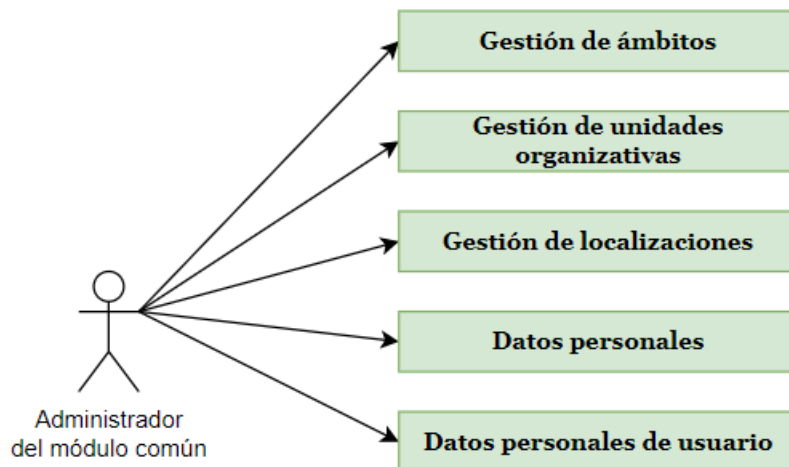 Gestión de ámbitos
Gestión de unidades
organizativas
Gestión de localizaciones
Datos personales
Datos personales de usuario
Administrador
del módulo común